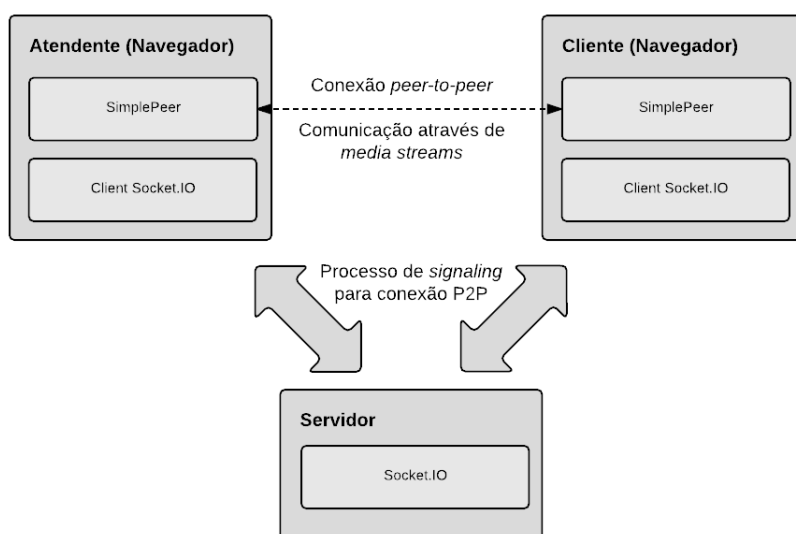 Atendente (Navegador)
SimplePeer
Client Socket.IO
Conexão peer-to-peer
Comunicação através de
media streams
Cliente (Navegador)
SimplePeer
Client Socket.IO
Processo de signaling
para conexão P2P
Servidor
Socket.IO